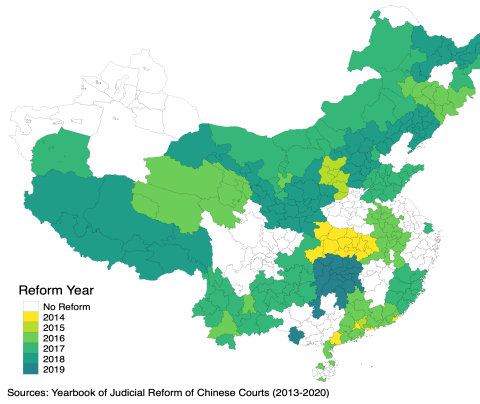 Reform Year
No Reform
2014
2015
2016
2017
2018
2019
Sources: Yearbook of Judicial Reform of Chinese Courts (2013-2020)